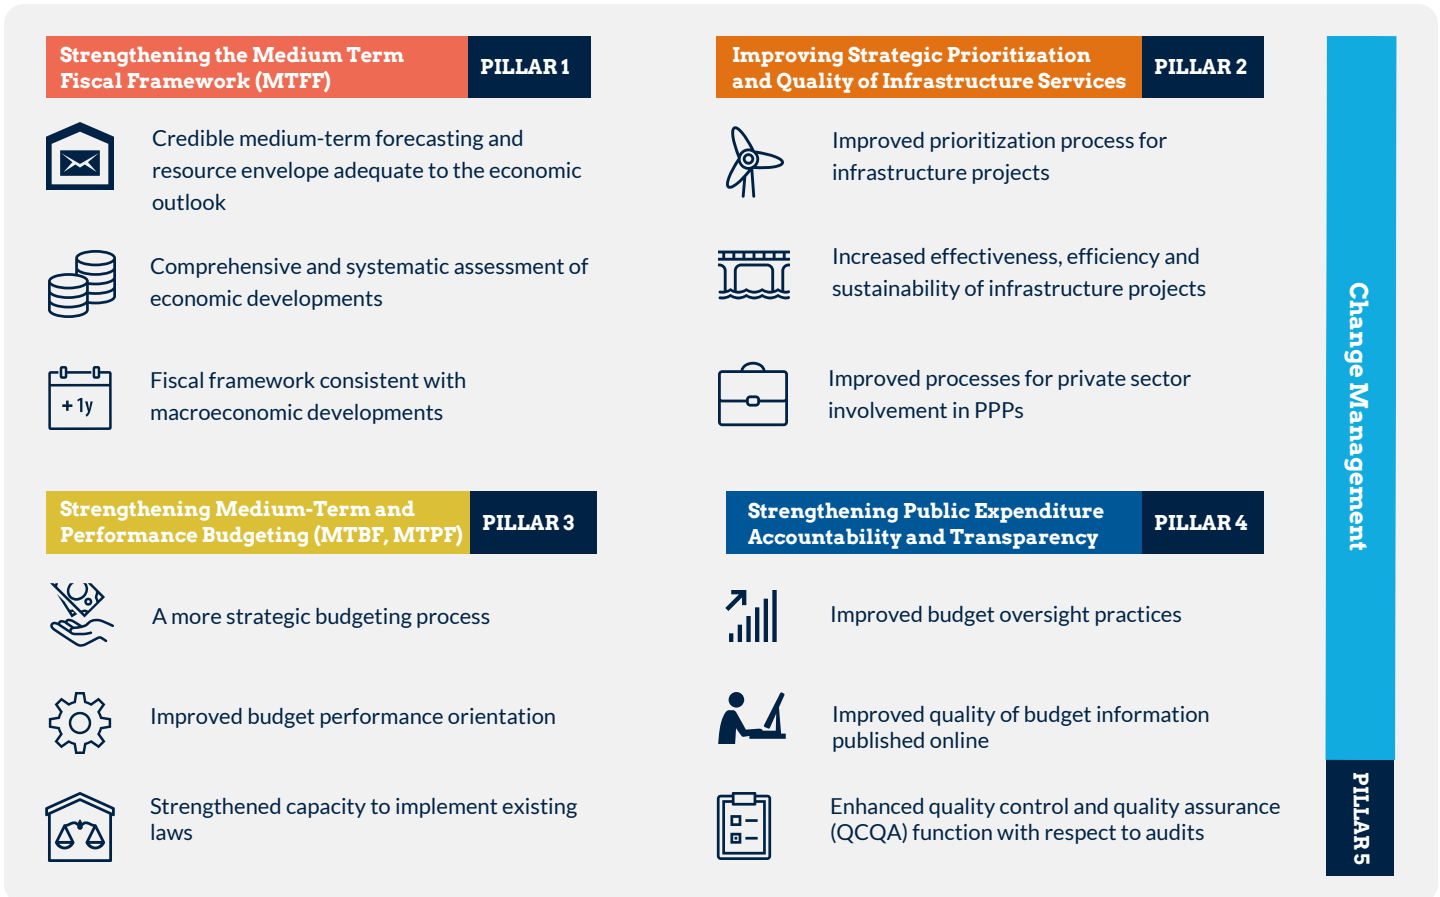 Strengthening the Medium Term
Fiscal Framework (MTFF)
PILLAR 1
Credible medium-term forecasting and
resource envelope adequate to the economic
outlook
Comprehensive and systematic assessment of
economic developments
+ 1y
Fiscal framework consistent with
macroeconomic developments
Improving Strategic Prioritization
and Quality of Infrastructure Services
PILLAR 2
Improved prioritization process for
infrastructure projects
Increased effectiveness, efficiency and
sustainability of infrastructure projects
Improved processes for private sector
involvement in PPPs
Strengthening Medium-Term and
Performance Budgeting (MTBF, MTPF)
PILLAR 3
A more strategic budgeting process
Improved budget performance orientation
Strengthened capacity to implement existing
laws
Strengthening Public Expenditure
Accountability and Transparency
PILLAR 4
Improved budget oversight practices
Improved quality of budget information
published online
Enhanced quality control and quality assurance
(QCQA) function with respect to audits
Change Management
PILLAR 5